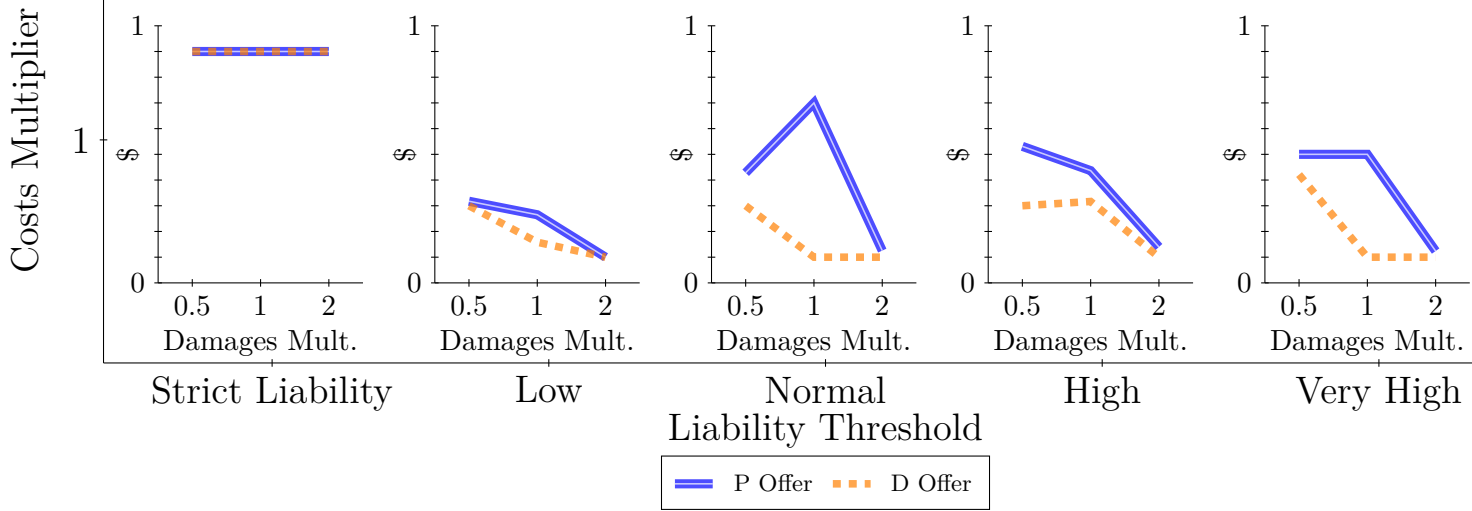 Costs Multiplier
1
1
$
0
0.5 1 2
Damages Mult.
1
$
0
0.5 1 2
Damages Mult.
1
$
0
0.5 1 2
Damages Mult.
1
$
0
0.5 1 2
Damages Mult.
1
$
0
0.5 1 2
Damages Mult.
Strict Liability Low Normal High Very High
Liability Threshold
P Offer D Offer